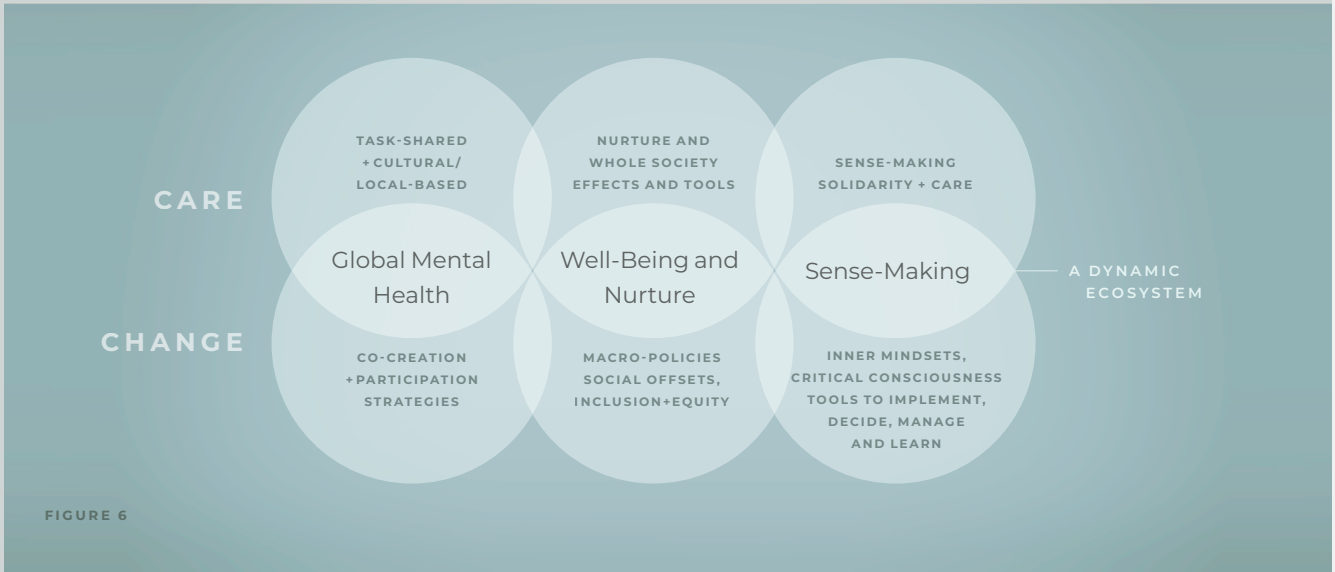 CARE
TASK-SHARED
+ CULTURAL/
LOCAL-BASED
NURTURE AND
WHOLE SOCIETY
EFFECTS AND TOOLS
SENSE-MAKING
SOLIDARITY + CARE
Global Mental
Health
Well-Being and
Nurture
Sense-Making
A DYNAMIC
ECOSYSTEM
CHANGE
CO-CREATION
+PARTICIPATION
STRATEGIES
MACRO-POLICIES
SOCIAL OFFSETS,
INCLUSION+EQUITY
INNER MINDSETS,
CRITICAL CONSCIOUSNESS
TOOLS TO IMPLEMENT,
DECIDE, MANAGE
AND LEARN
FIGURE 6